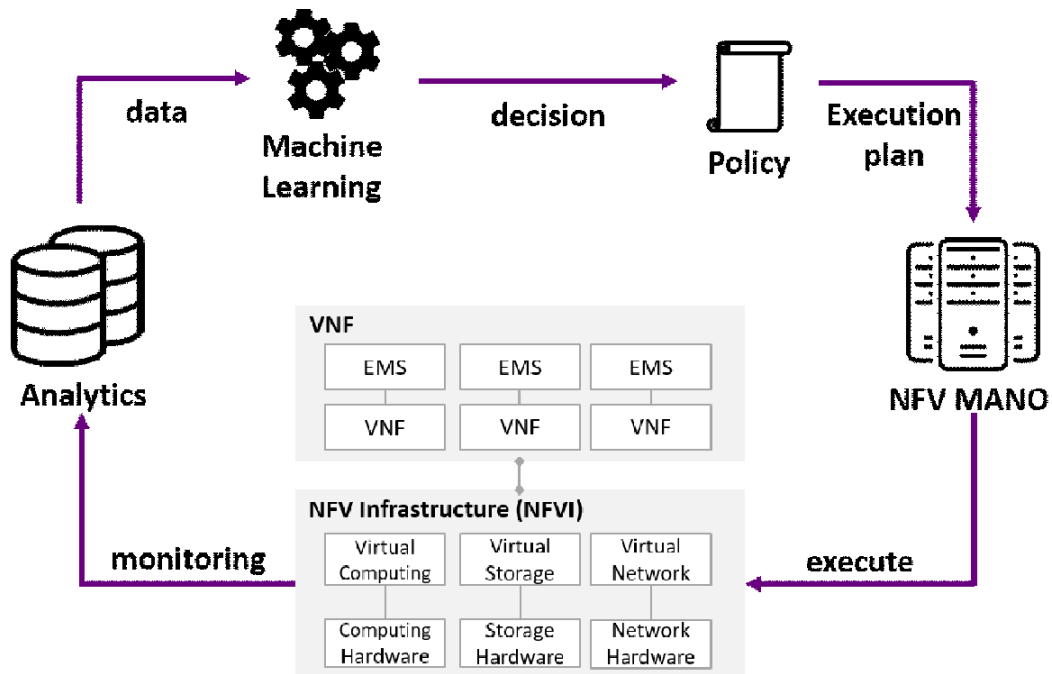 data
Machine
Learning
decision
Policy
Execution
plan
Analytics
NFV MANO
VNF
EMS EMS EMS
VNF VNF VNF
NFV Infrastructure (NFVI)
Virtual
Computing
Virtual
Storage
Virtual
Network
Computing
Hardware
Storage
Hardware
Network
Hardware
monitoring
execute